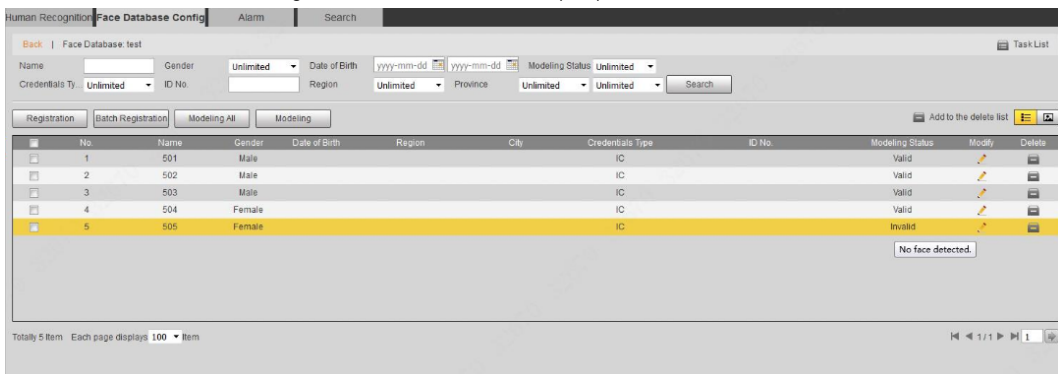 Human Recognition Face Database Config Alarm Search
Back | Face Database: test Task List
Name Gender Unlimited Date of Birth yyyy-mm-dd yyyy-mm-dd Modeling Status Unlimited
Credentials Ty... Unlimited ID No. Region Unlimited Province Unlimited Unlimited Search
Registration Batch Registration Modeling All Modeling Add to the delete list
No. Name Gender Date of Birth Region City Credentials Type ID No. Modeling Status Modify Delete
1 501 Male IC Valid
2 502 Male IC Valid
3 503 Male IC Valid
4 504 Female IC Valid
5 505 Female IC Invalid
No face detected.
Totally 5 Item Each page displays 100 Item 1/1 1